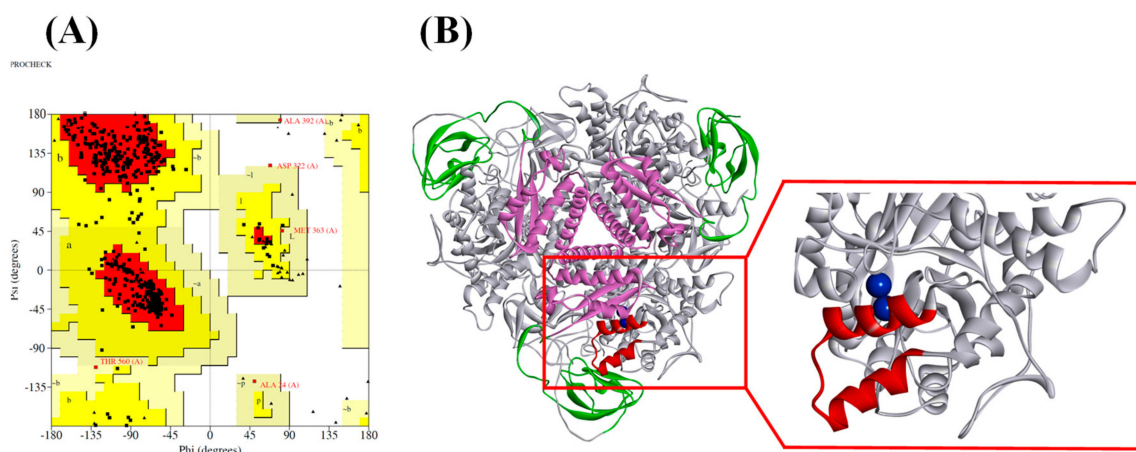 (A)
(B)
PROCHECK
180
ALA 392 (A)
~b
b
135
b
~b
ASP 322 (A)
~l
90
l
45
MET 363 (A)
L
a
Psi (degrees)
0
~a
-45
-90
THR 560 (A)
-135
ALA 24 (A)
~b
~p
b
p
~b
-180 -135 -90 -45 0 45 90 135 180
Phi (degrees)